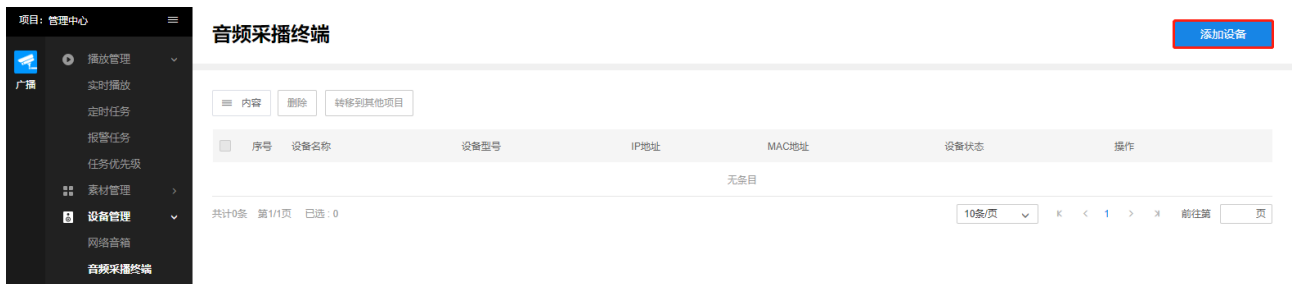 项目：管理中心
音频采播终端
添加设备
广播
播放管理
实时播放
定时任务
报警任务
任务优先级
素材管理
设备管理
网络音箱
音频采播终端
内容 删除 转移到其他项目
序号 设备名称 设备型号 IP地址 MAC地址 设备状态 操作
无条目
共计0条 第1/1页 已选：0 10条/页 1 前往第 页